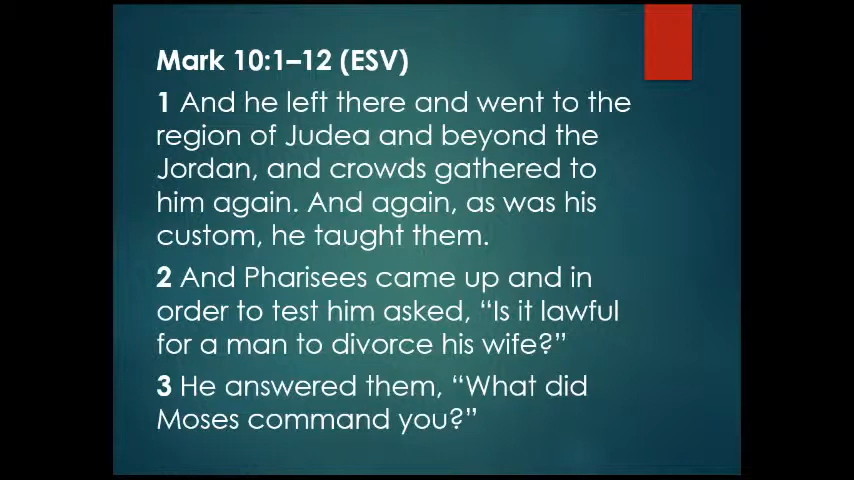 Mark 10:1–12 (ESV)
1 And he left there and went to the
region of Judea and beyond the
Jordan, and crowds gathered to
him again. And again, as was his
custom, he taught them.
2 And Pharisees came up and in
order to test him asked, “Is it lawful
for a man to divorce his wife?”
3 He answered them, “What did
Moses command you?”